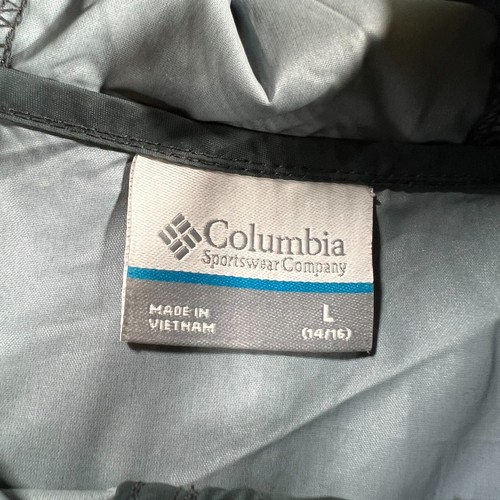 Columbia
Sportswear Company
MADE IN
VIETNAM
L
(14/16)